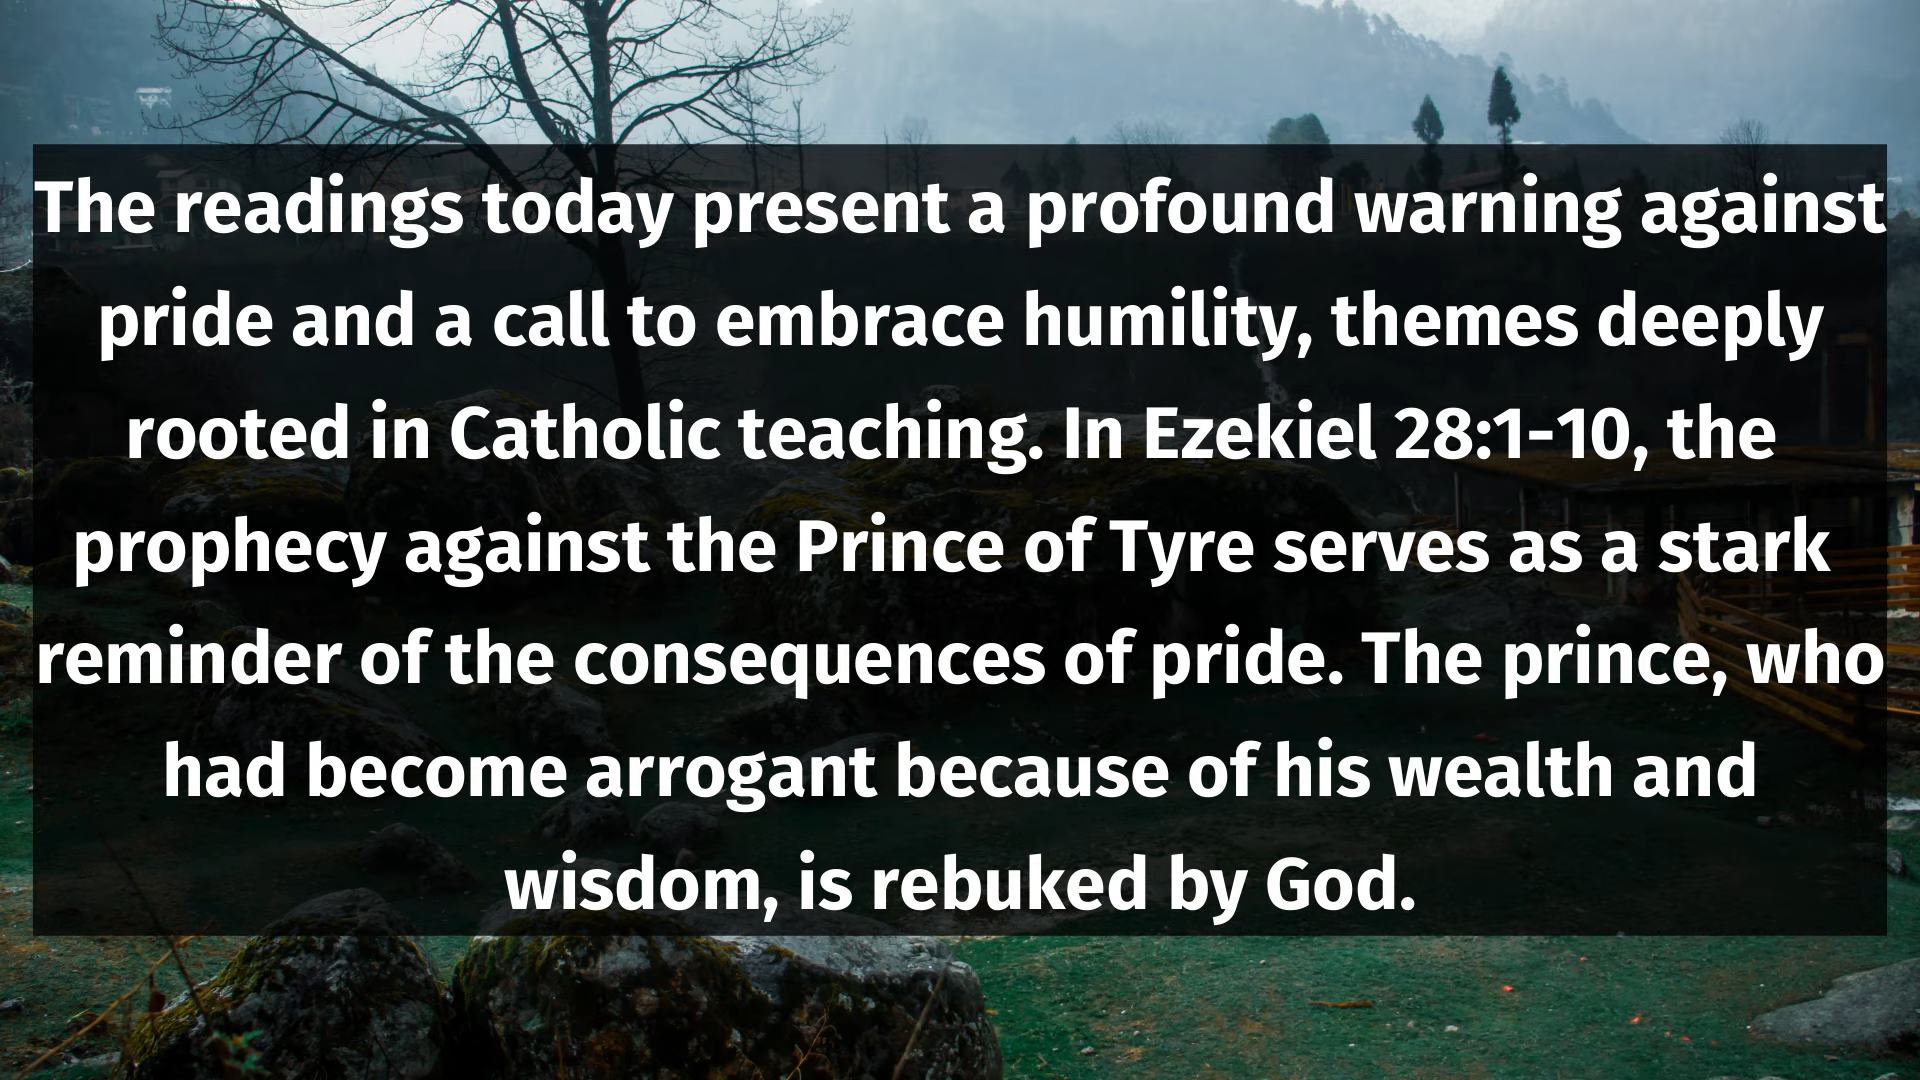 The readings today present a profound warning against
pride and a call to embrace humility, themes deeply
rooted in Catholic teaching. In Ezekiel 28:1-10, the
prophecy against the Prince of Tyre serves as a stark
reminder of the consequences of pride. The prince, who
had become arrogant because of his wealth and
wisdom, is rebuked by God.